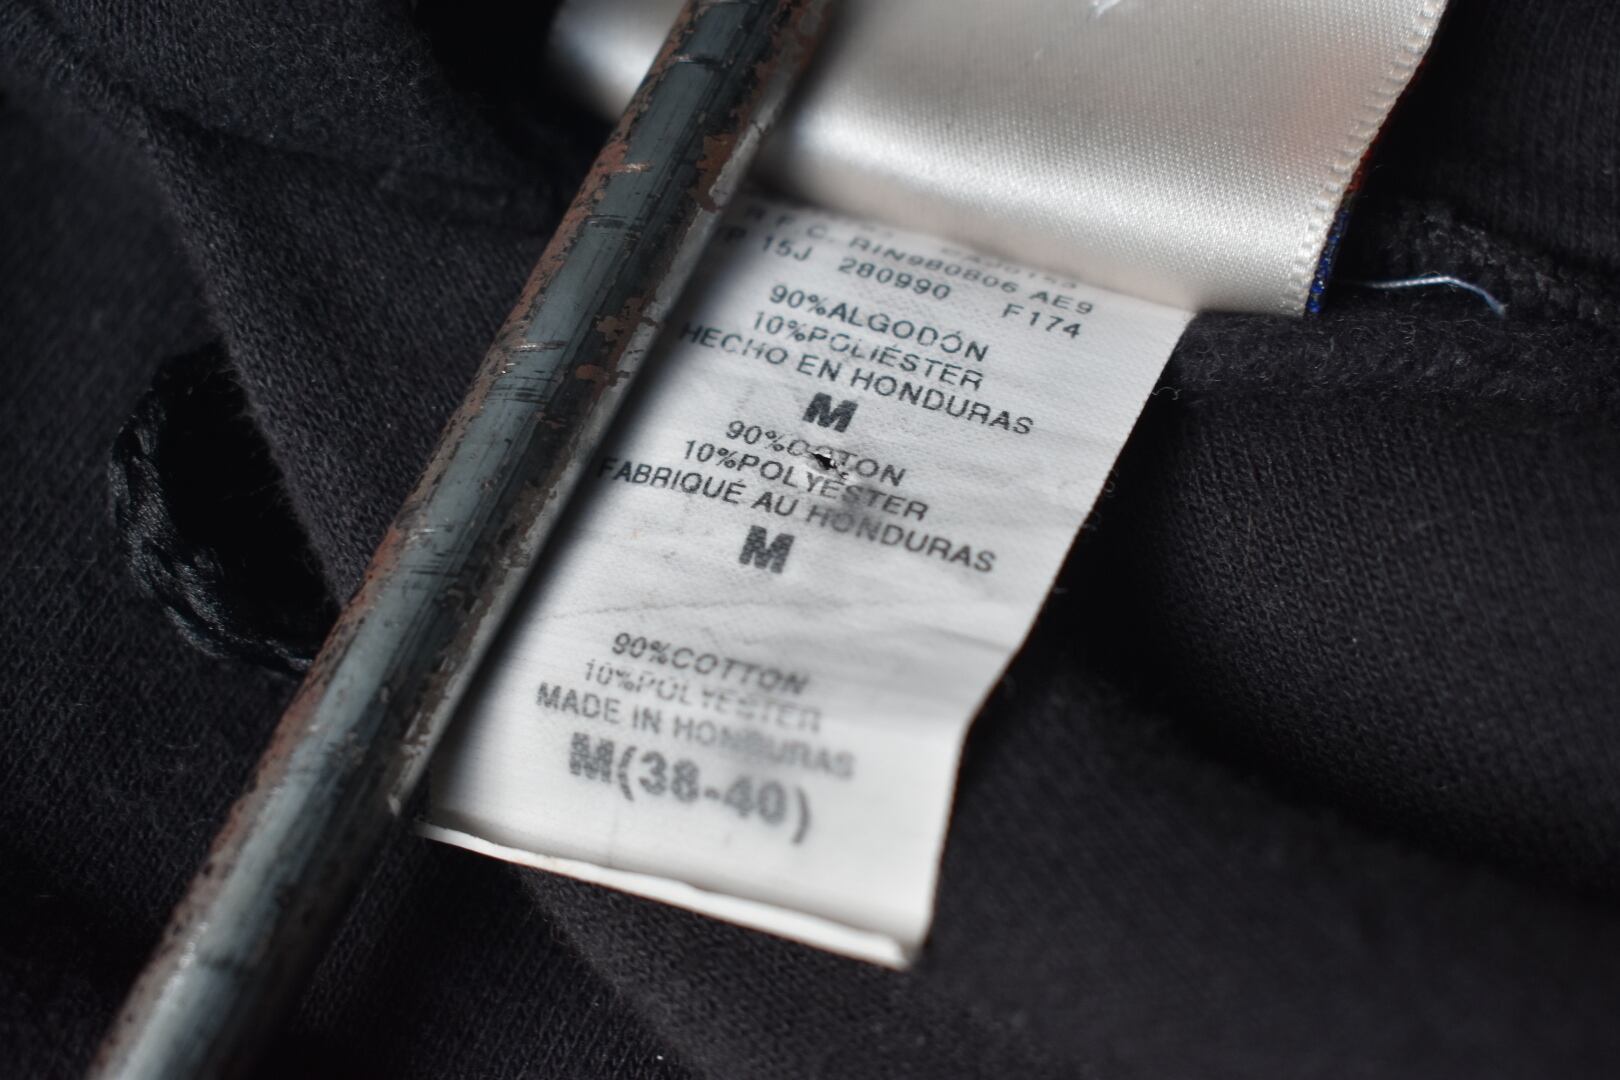 R.F.C. RIN980806 AE9
15J 280990 F174
90%ALGODÓN
10%POLIÉSTER
HECHO EN HONDURAS
M
90%COTTON
10%POLYESTER
FABRIQUÉ AU HONDURAS
M
90%COTTON
10%POLYESTER
MADE IN HONDURAS
M(38-40)